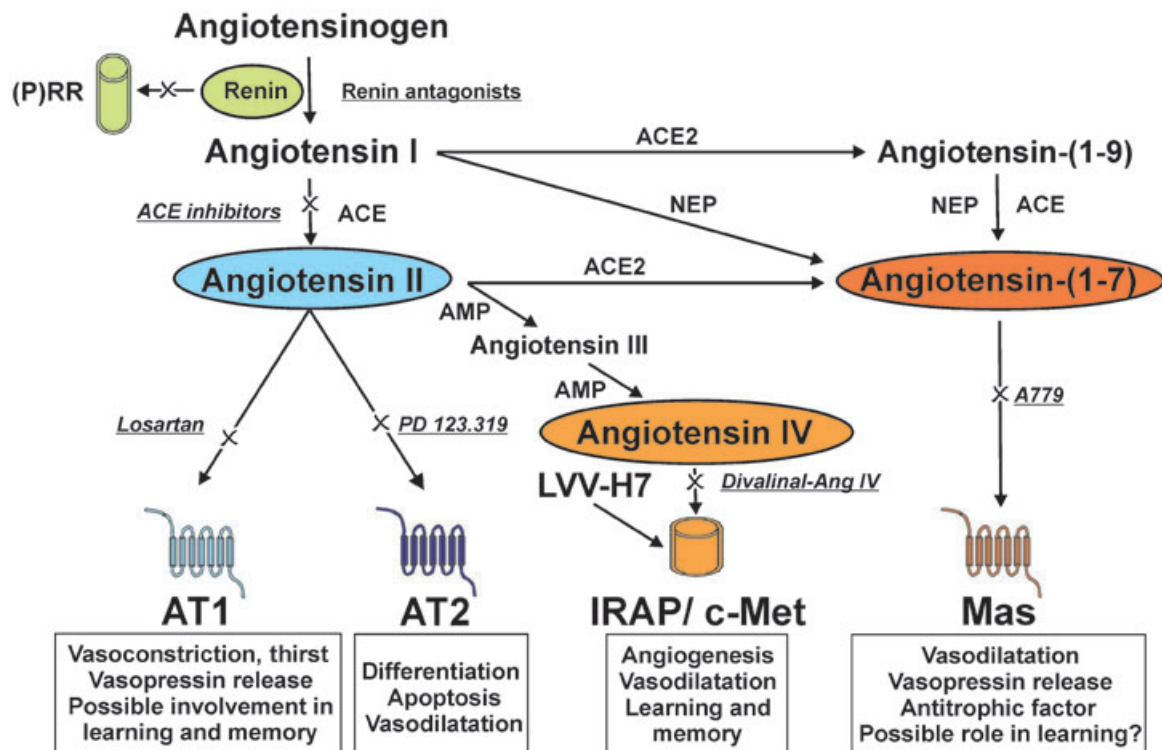 Angiotensinogen
(P)RR
Renin
Renin antagonists
Angiotensin I
ACE2
Angiotensin-(1-9)
ACE inhibitors
ACE
NEP
NEP
ACE
Angiotensin II
ACE2
Angiotensin-(1-7)
AMP
Angiotensin III
AMP
Losartan
PD 123.319
A779
Angiotensin IV
LVV-H7
Divalinal-Ang IV
AT1
AT2
IRAP/ c-Met
Mas
Vasoconstriction, thirst
Vasopressin release
Possible involvement in
learning and memory
Differentiation
Apoptosis
Vasodilatation
Angiogenesis
Vasodilatation
Learning and
memory
Vasodilatation
Vasopressin release
Antitrophic factor
Possible role in learning?